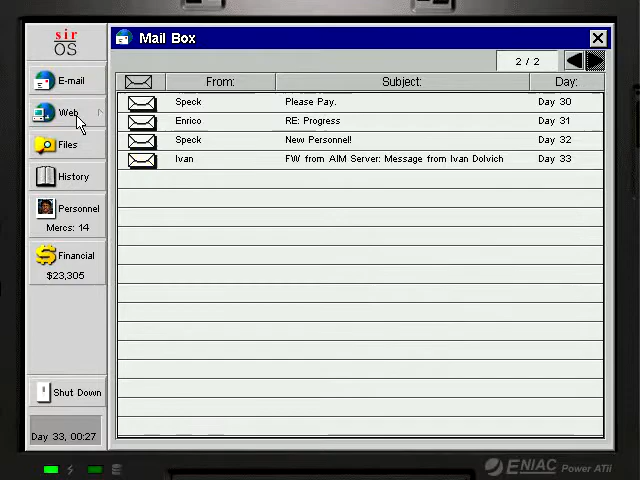 sir
OS
Mail Box
2 / 2
From: Subject: Day:
E-mail
Web
Files
History
Personnel
Mercs: 14
Financial
$23,305
Shut Down
Day 33, 00:27
Speck Please Pay. Day 30
Enrico RE: Progress Day 31
Speck New Personnel! Day 32
Ivan FW from AIM Server: Message from Ivan Dolvich Day 33
ENIAC Power ATii